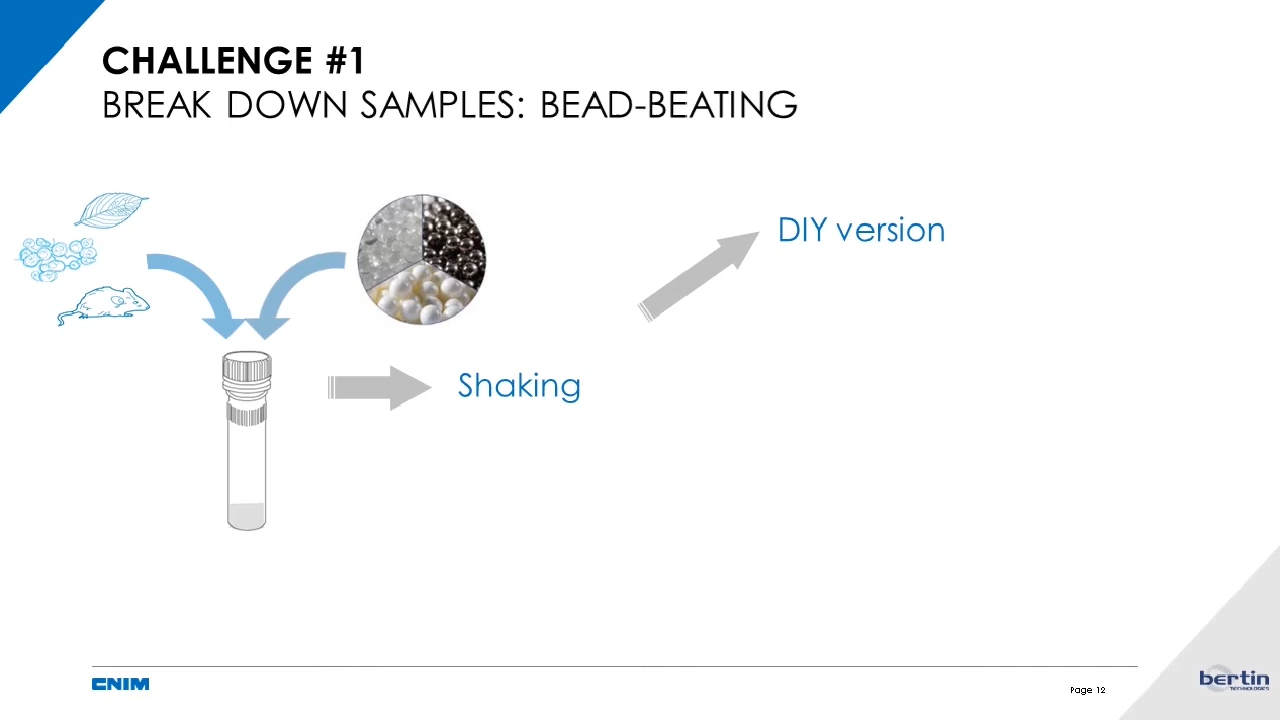 CHALLENGE #1
BREAK DOWN SAMPLES: BEAD-BEATING
DIY version
Shaking
CNIM
Page 12
bertin
TECHNOLOGIES